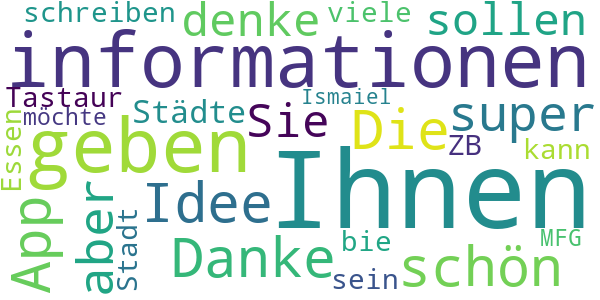 schreiben denke viele sollen
informationen
Tastaur Städte Ismaiel super
möchte Sie Die ZB
Essen geben kann
App aber Stadt Idee Ihnen
Danke bie schön MFG
sein